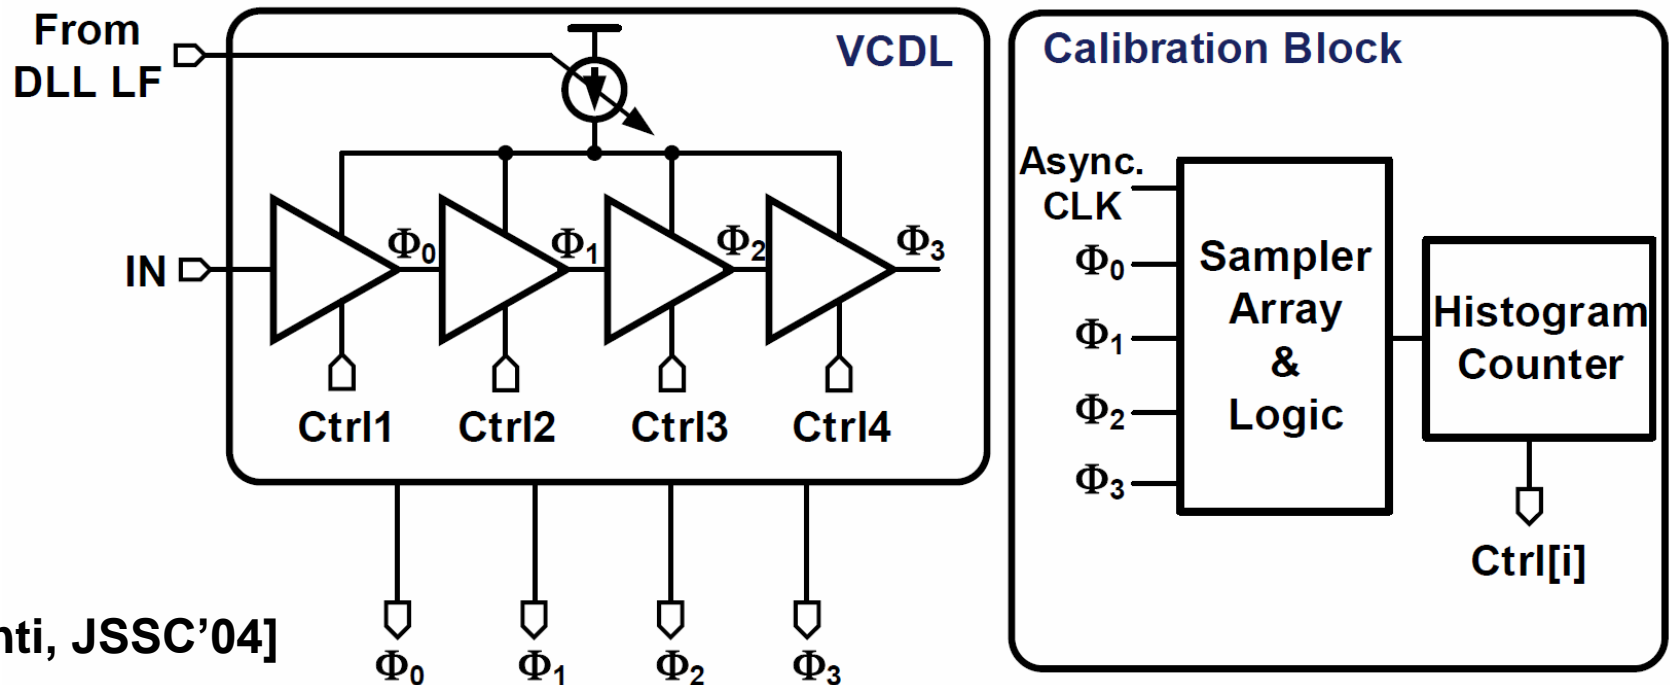 From
DLL LF
VCDL
IN
Φ0
Φ1
Φ2
Φ3
Ctrl1
Ctrl2
Ctrl3
Ctrl4
Φ0
Φ1
Φ2
Φ3
JSSC'04]
Calibration Block
Async.
CLK
Φ0
Φ1
Φ2
Φ3
Sampler
Array
&
Logic
Histogram
Counter
Ctrl[i]